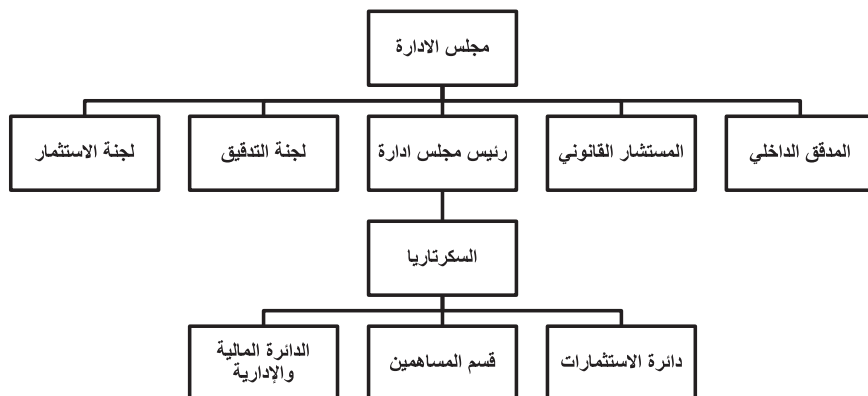 مجلس الادارة
المدقق الداخلي
المستشار القانوني
رئيس مجلس ادارة
لجنة التدقيق
لجنة الاستثمار
السكرتاريا
دائرة الاستثمارات
قسم المساهمين
الدائرة المالية
والإدارية